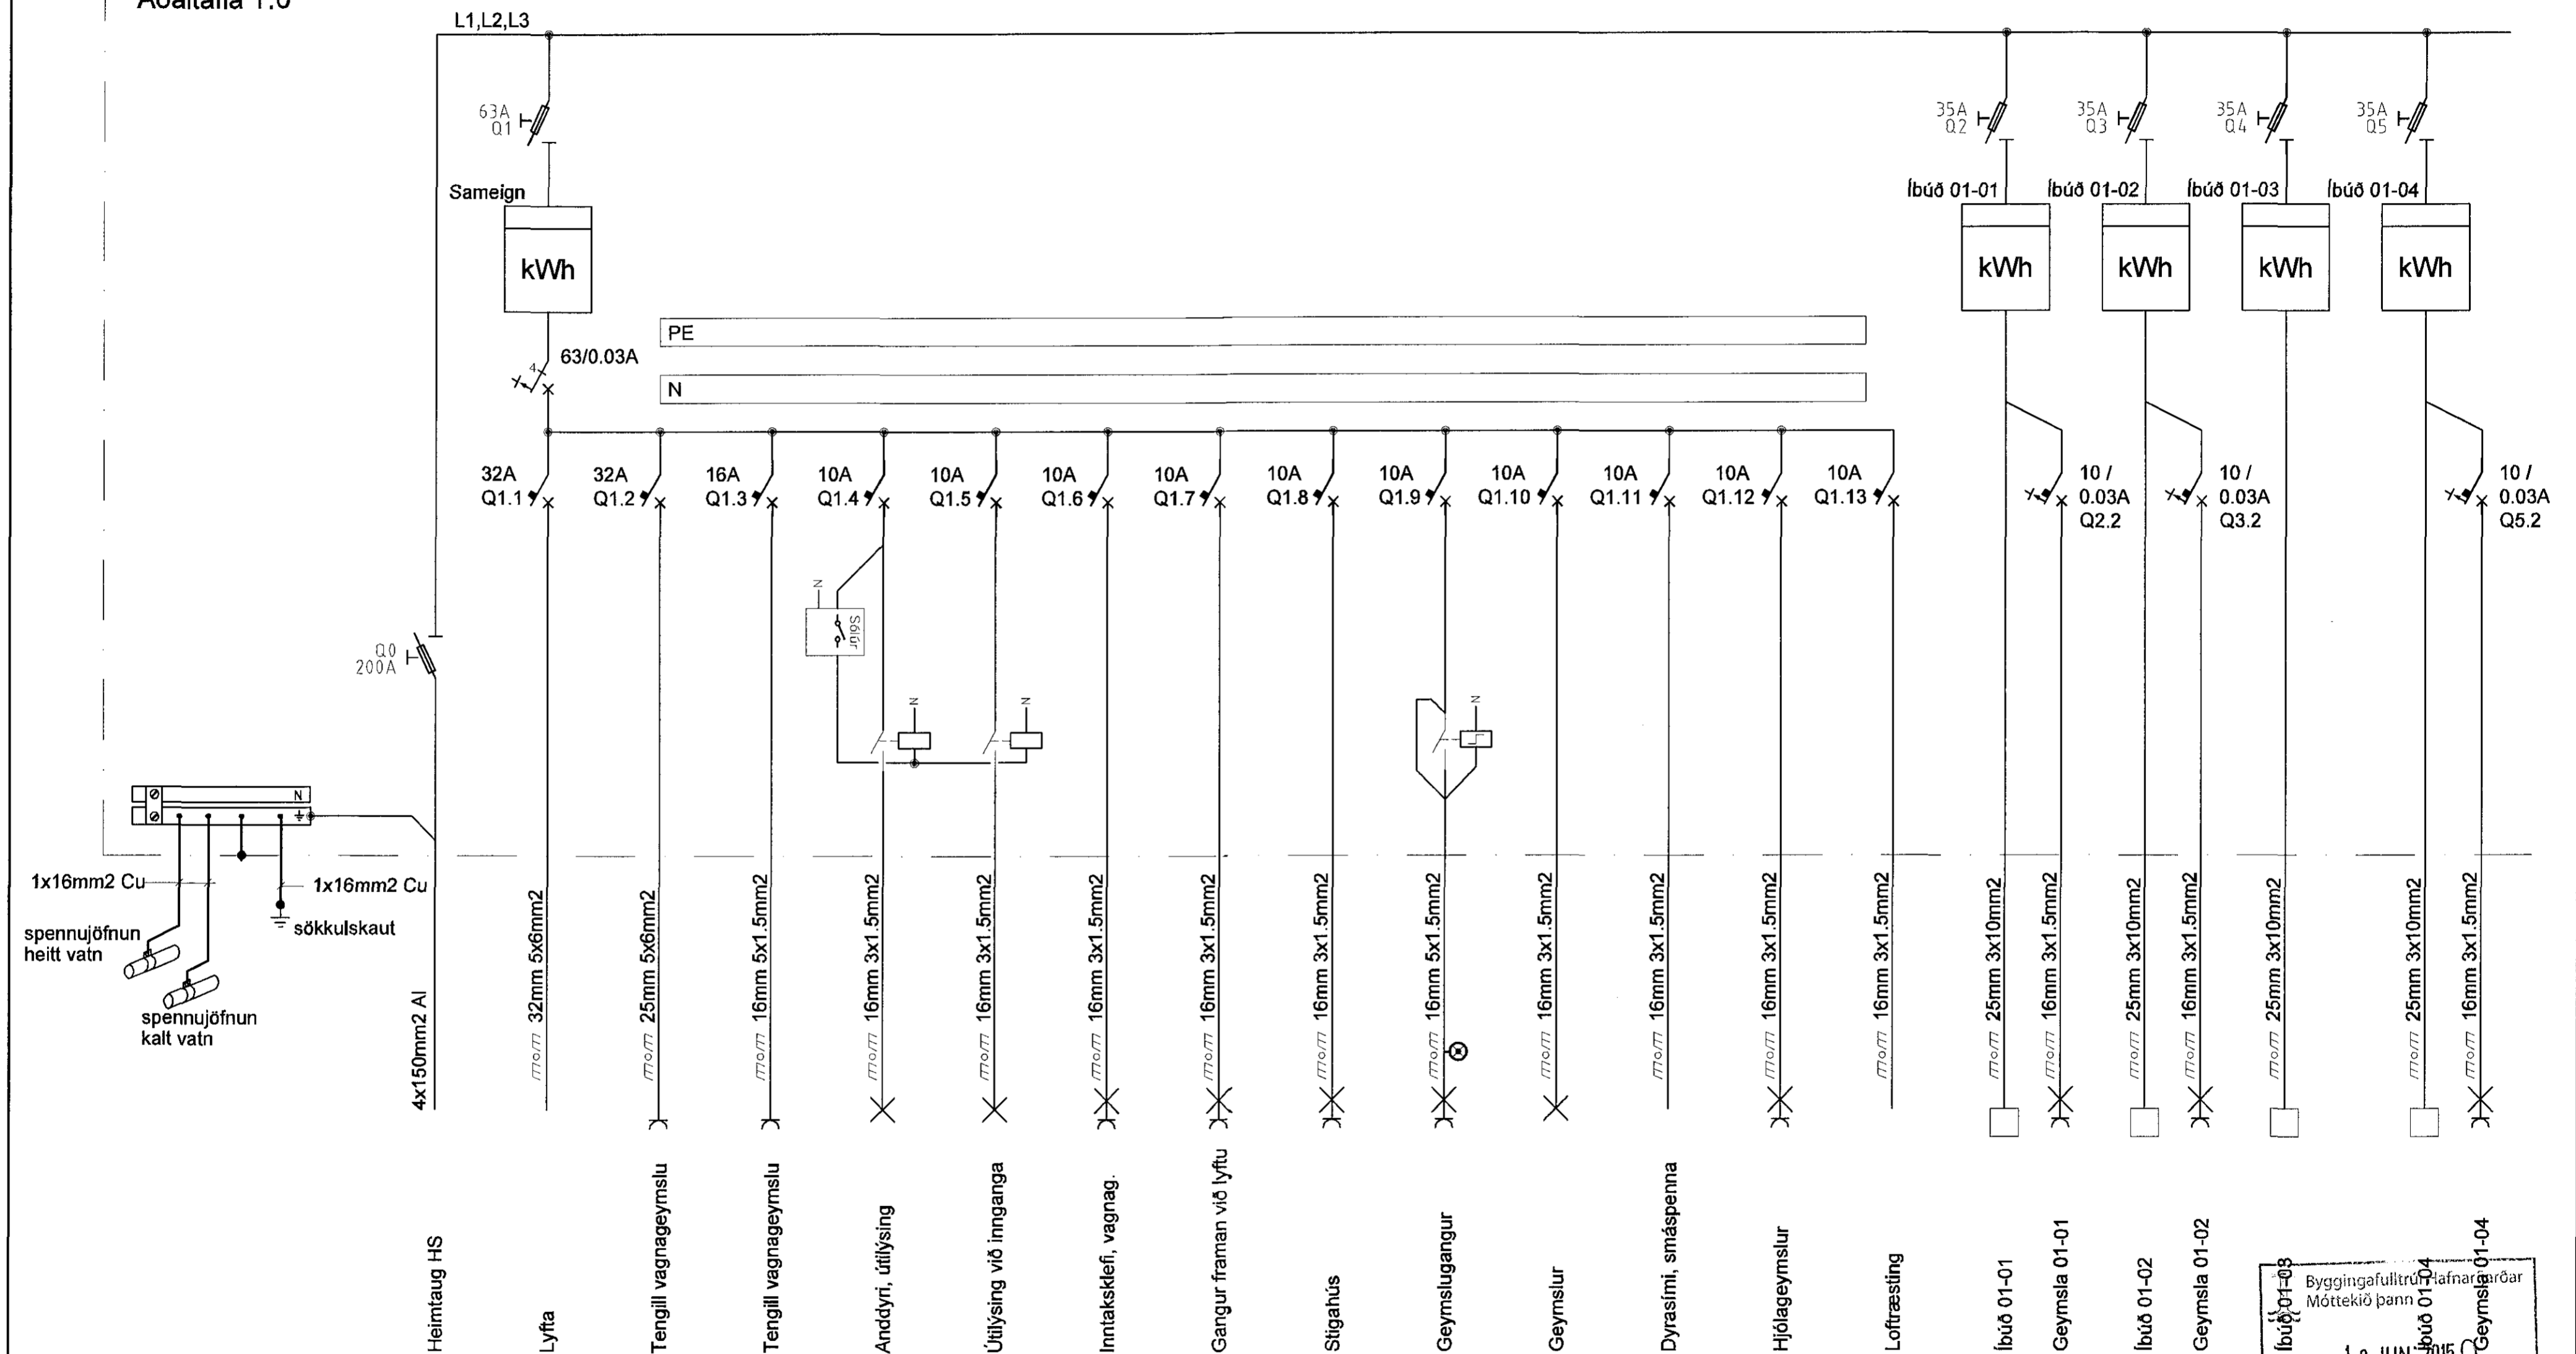 Aðaltafla 1.0
L1,L2,L3
63A
Q1
35A
Q2
35A
Q3
35A
Q4
35A
Q5
Sameign
Íbúð 01-01
Íbúð 01-02
Íbúð 01-03
Íbúð 01-04
kWh
kWh
kWh
kWh
kWh
PE
63/0.03A
4
N
32A
Q1.1
32A
Q1.2
16A
Q1.3
10A
Q1.4
10A
Q1.5
10A
Q1.6
10A
Q1.7
10A
Q1.8
10A
Q1.9
10A
Q1.10
10A
Q1.11
10A
Q1.12
10A
Q1.13
10 /
0.03A
Q2.2
10 /
0.03A
Q3.2
10 /
0.03A
Q5.2
N
Sólúr
Q0
200A
N
N
N
N
1x16mm2 Cu
1x16mm2 Cu
sökkulskaut
spennujöfnun
heitt vatn
spennujöfnun
kalt vatn
4x150mm2 Al
32mm 5x6mm2
25mm 5x6mm2
16mm 5x1.5mm2
16mm 3x1.5mm2
16mm 3x1.5mm2
16mm 3x1.5mm2
16mm 3x1.5mm2
16mm 3x1.5mm2
16mm 5x1.5mm2
16mm 3x1.5mm2
16mm 3x1.5mm2
16mm 3x1.5mm2
16mm 3x1.5mm2
25mm 3x10mm2
16mm 3x1.5mm2
25mm 3x10mm2
16mm 3x1.5mm2
25mm 3x10mm2
25mm 3x10mm2
16mm 3x1.5mm2
Heimtaug HS
Lyfta
Tengill vagnageymslu
Tengill vagnageymslu
Anddyri, útilýsing
Útilýsing við innganga
Inntaksklefi, vagnag.
Gangur framan við lyftu
Stigahús
Geymslugangur
Geymslur
Dyrasími, smáspenna
Hjólageymslur
Loftræsting
Íbúð 01-01
Geymsla 01-01
Íbúð 01-02
Geymsla 01-02
Íbúð 01-03
Íbúð 01-04
Geymsla 01-04
Byggingafulltrúi Hafnarfjarðar
Móttekið þann
JUN. 2015